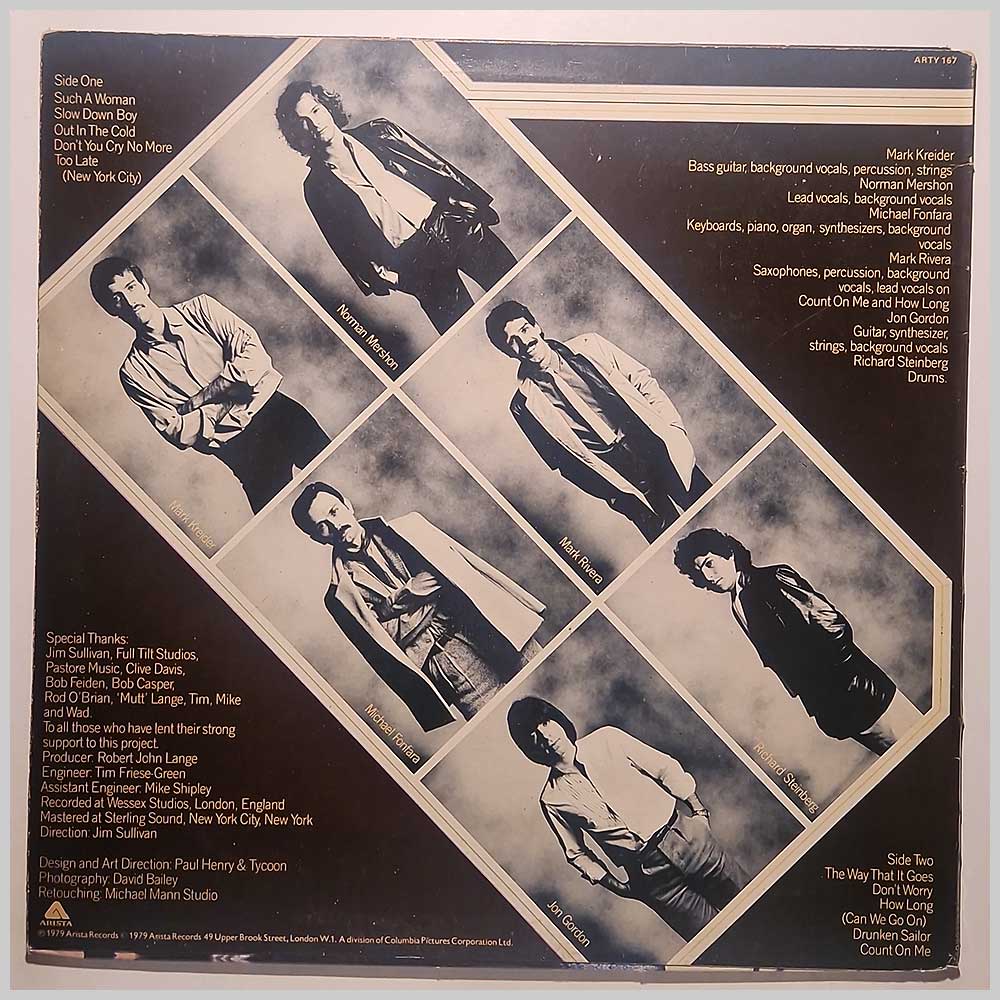 ARTY 167
Side One
Such A Woman
Slow Down Boy
Out In The Cold
Don't You Cry No More
Too Late
(New York City)
Mark Kreider
Bass guitar, background vocals, percussion, strings
Norman Mershon
Lead vocals, background vocals
Michael Fonfara
Keyboards, piano, organ, synthesizers, background
vocals
Mark Rivera
Saxophones, percussion, background
vocals, lead vocals on
Count On Me and How Long
Jon Gordon
Guitar, synthesizer,
strings, background vocals
Richard Steinberg
Drums.
Norman Mershon
Mark Kreider
Mark Rivera
Michael Fonfara
Richard Steinberg
Jon Gordon
Special Thanks:
Jim Sullivan, Full Tilt Studios,
Pastore Music, Clive Davis,
Bob Feiden, Bob Casper,
Rod O'Brian, 'Mutt' Lange, Tim, Mike
and Wad.
To all those who have lent their strong
support to this project.
Producer: Robert John Lange
Engineer: Tim Friese-Green
Assistant Engineer: Mike Shipley
Recorded at Wessex Studios, London, England
Mastered at Sterling Sound, New York City, New York
Direction: Jim Sullivan
Design and Art Direction: Paul Henry & Tycoon
Photography: David Bailey
Retouching: Michael Mann Studio
ARISTA
℗ 1979 Arista Records © 1979 Arista Records 49 Upper Brook Street, London W.1. A division of Columbia Pictures Corporation Ltd.
Side Two
The Way That It Goes
Don't Worry
How Long
(Can We Go On)
Drunken Sailor
Count On Me